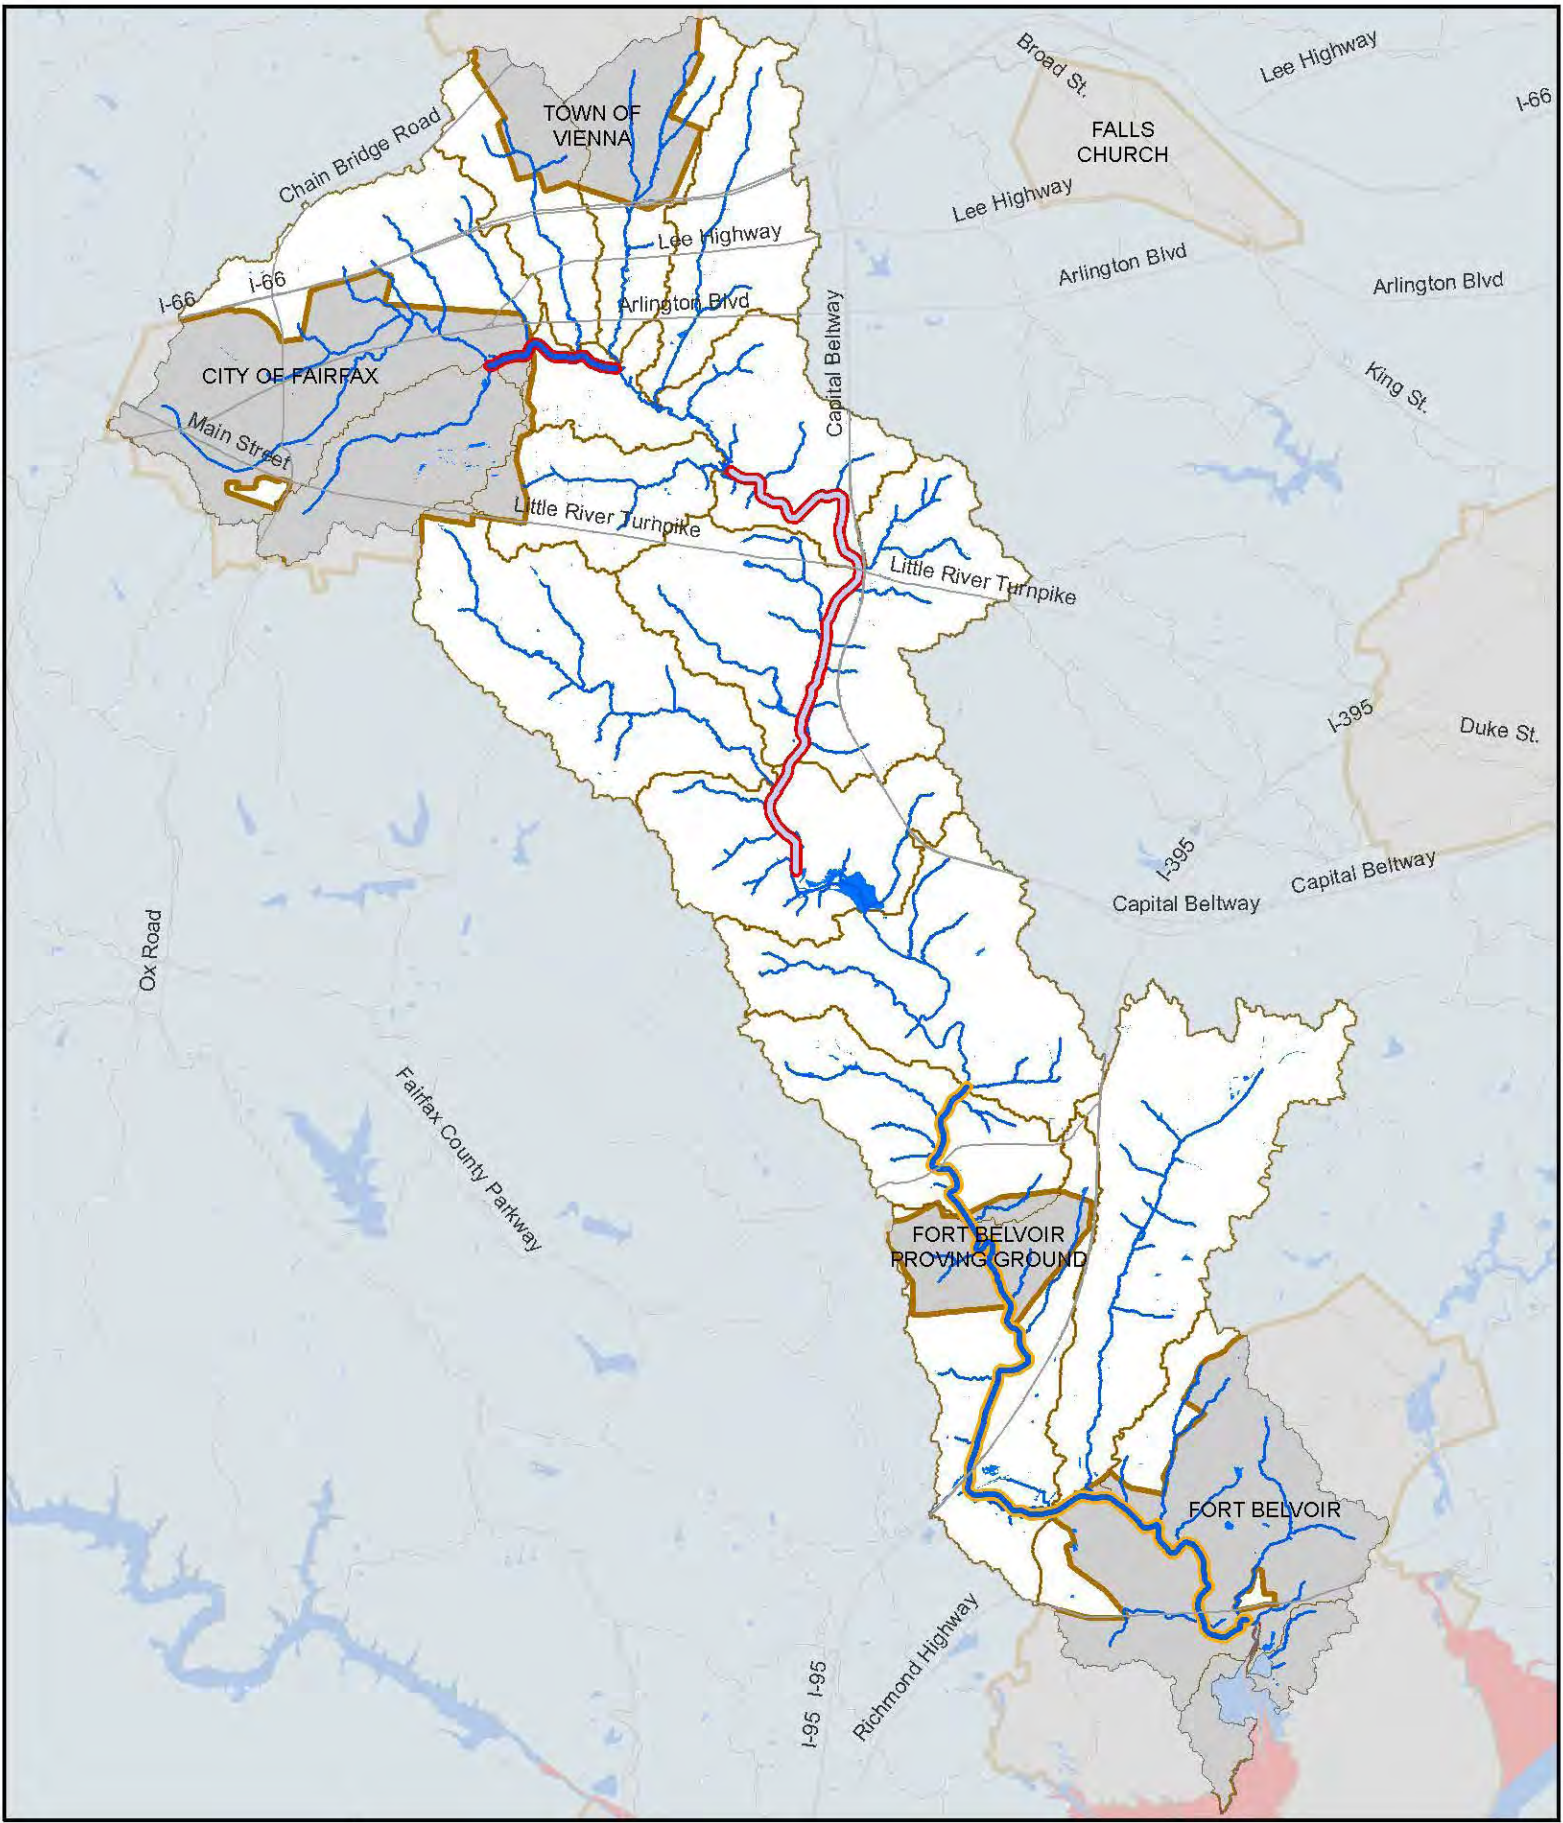 Broad St.
Lee Highway
I-66
TOWN OF
VIENNA
FALLS
CHURCH
Chain Bridge Road
Lee Highway
Lee Highway
Arlington Blvd
Arlington Blvd
I-66
I-66
Arlington Blvd
Capital Beltway
CITY OF FAIRFAX
King St.
Main Street
Little River Turnpike
Little River Turnpike
I-395
Duke St.
I-395
Capital Beltway
Capital Beltway
Ox Road
Fairfax County Parkway
FORT BELVOIR
PROVING GROUND
FORT BELVOIR
Richmond Highway
I-95
I-95